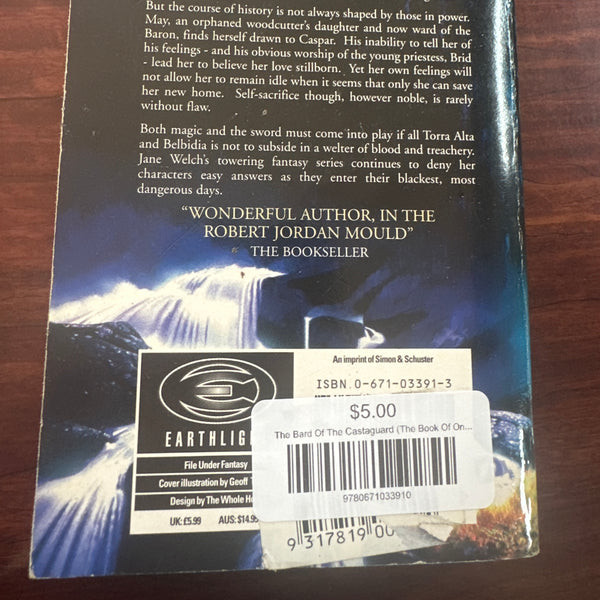 But the course of history is not always shaped by those in power.
May, an orphaned woodcutter's daughter and now ward of the
Baron, finds herself drawn to Caspar. His inability to tell her of
his feelings - and his obvious worship of the young priestess, Brid
- lead her to believe her love stillborn. Yet her own feelings will
not allow her to remain idle when it seems that only she can save
her new home. Self-sacrifice though, however noble, is rarely
without flaw.
Both magic and the sword must come into play if all Torra Alta
and Belbidia is not to subside in a welter of blood and treachery.
Jane Welch's towering fantasy series continues to deny her
characters easy answers as they enter their blackest, most
dangerous days.
"WONDERFUL AUTHOR, IN THE
ROBERT JORDAN MOULD"
THE BOOKSELLER
An imprint of Simon & Schuster
ISBN 0-671-03391-3
EARTHLIGH
File Under Fantasy
Cover illustration by Geoff
Design by The Whole
UK: £5.99 AUS: $14.95
$5.00
The Bard Of The Castaguard (The Book Of On...
9780671033910
9 317819 00